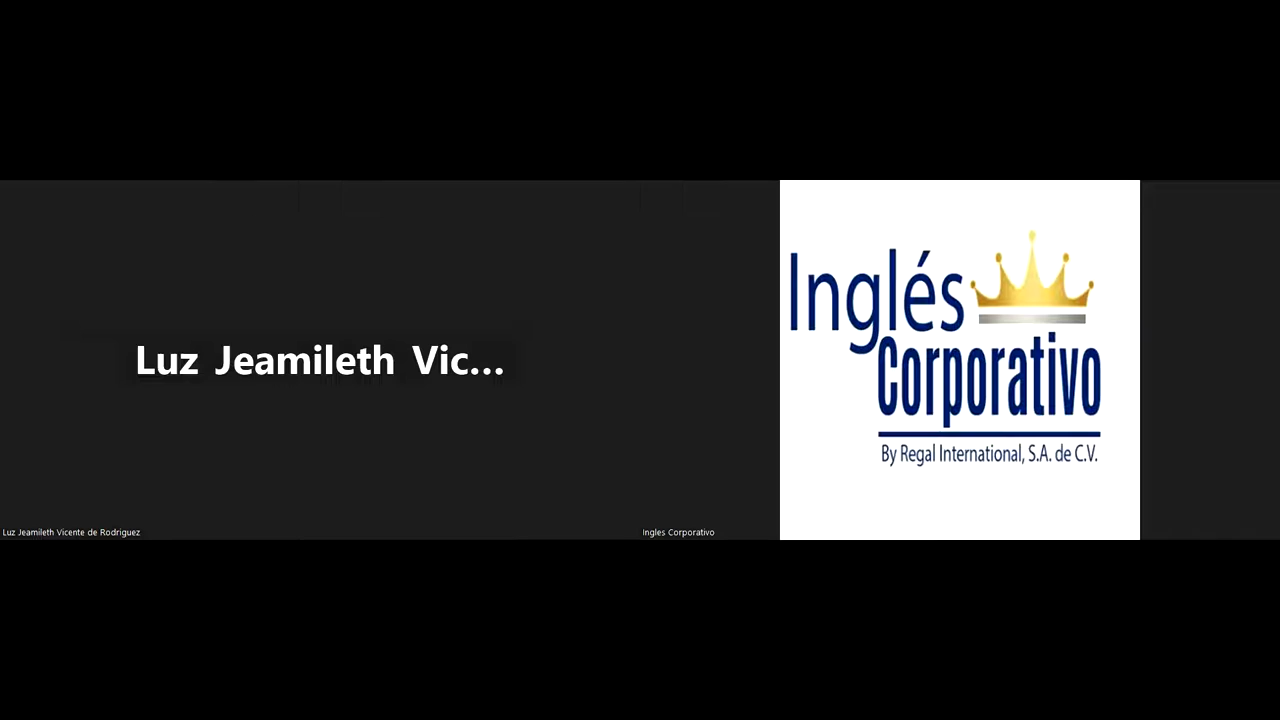 Luz Jeamileth Vic...
Luz Jeamileth Vicente de Rodriguez
Inglés
Corporativo
By Regal International, S.A. de C.V.
Ingles Corporativo